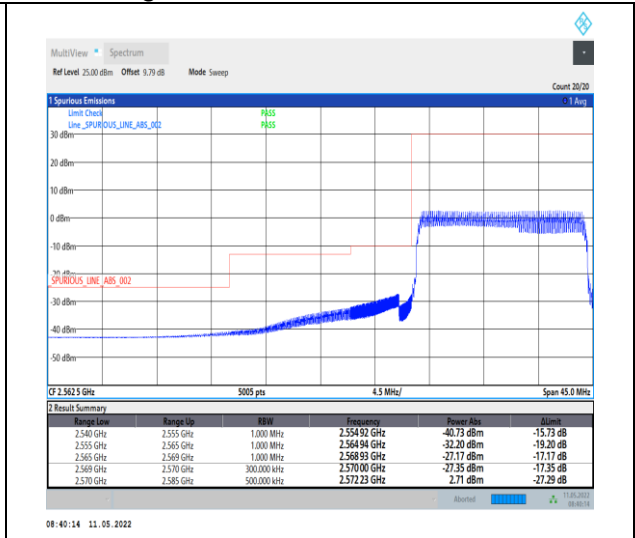 MultiView Spectrum
Ref Level 25.00 dBm Offset 9.79 dB Mode Sweep
Count 20/20
1 Spurious Emissions 1 Avg
Limit Check PASS
Line _SPURIOUS_LINE_ABS_002 PASS
30 dBm
20 dBm
10 dBm
0 dBm
-10 dBm
-20 dBm
_SPURIOUS_LINE_ABS_002
-30 dBm
-40 dBm
-50 dBm
CF 2.562 5 GHz 5005 pts 4.5 MHz/ Span 45.0 MHz
2 Result Summary
Range Low Range Up RBW Frequency Power Abs ΔLimit
2.540 GHz 2.555 GHz 1.000 MHz 2.554 92 GHz -40.73 dBm -15.73 dB
2.555 GHz 2.565 GHz 1.000 MHz 2.564 94 GHz -32.20 dBm -19.20 dB
2.565 GHz 2.569 GHz 1.000 MHz 2.568 93 GHz -27.17 dBm -17.17 dB
2.569 GHz 2.570 GHz 300.000 kHz 2.570 00 GHz -27.35 dBm -17.35 dB
2.570 GHz 2.585 GHz 500.000 kHz 2.572 23 GHz 2.71 dBm -27.29 dB
Aborted 11.05.2022
08:40:14
08:40:14 11.05.2022